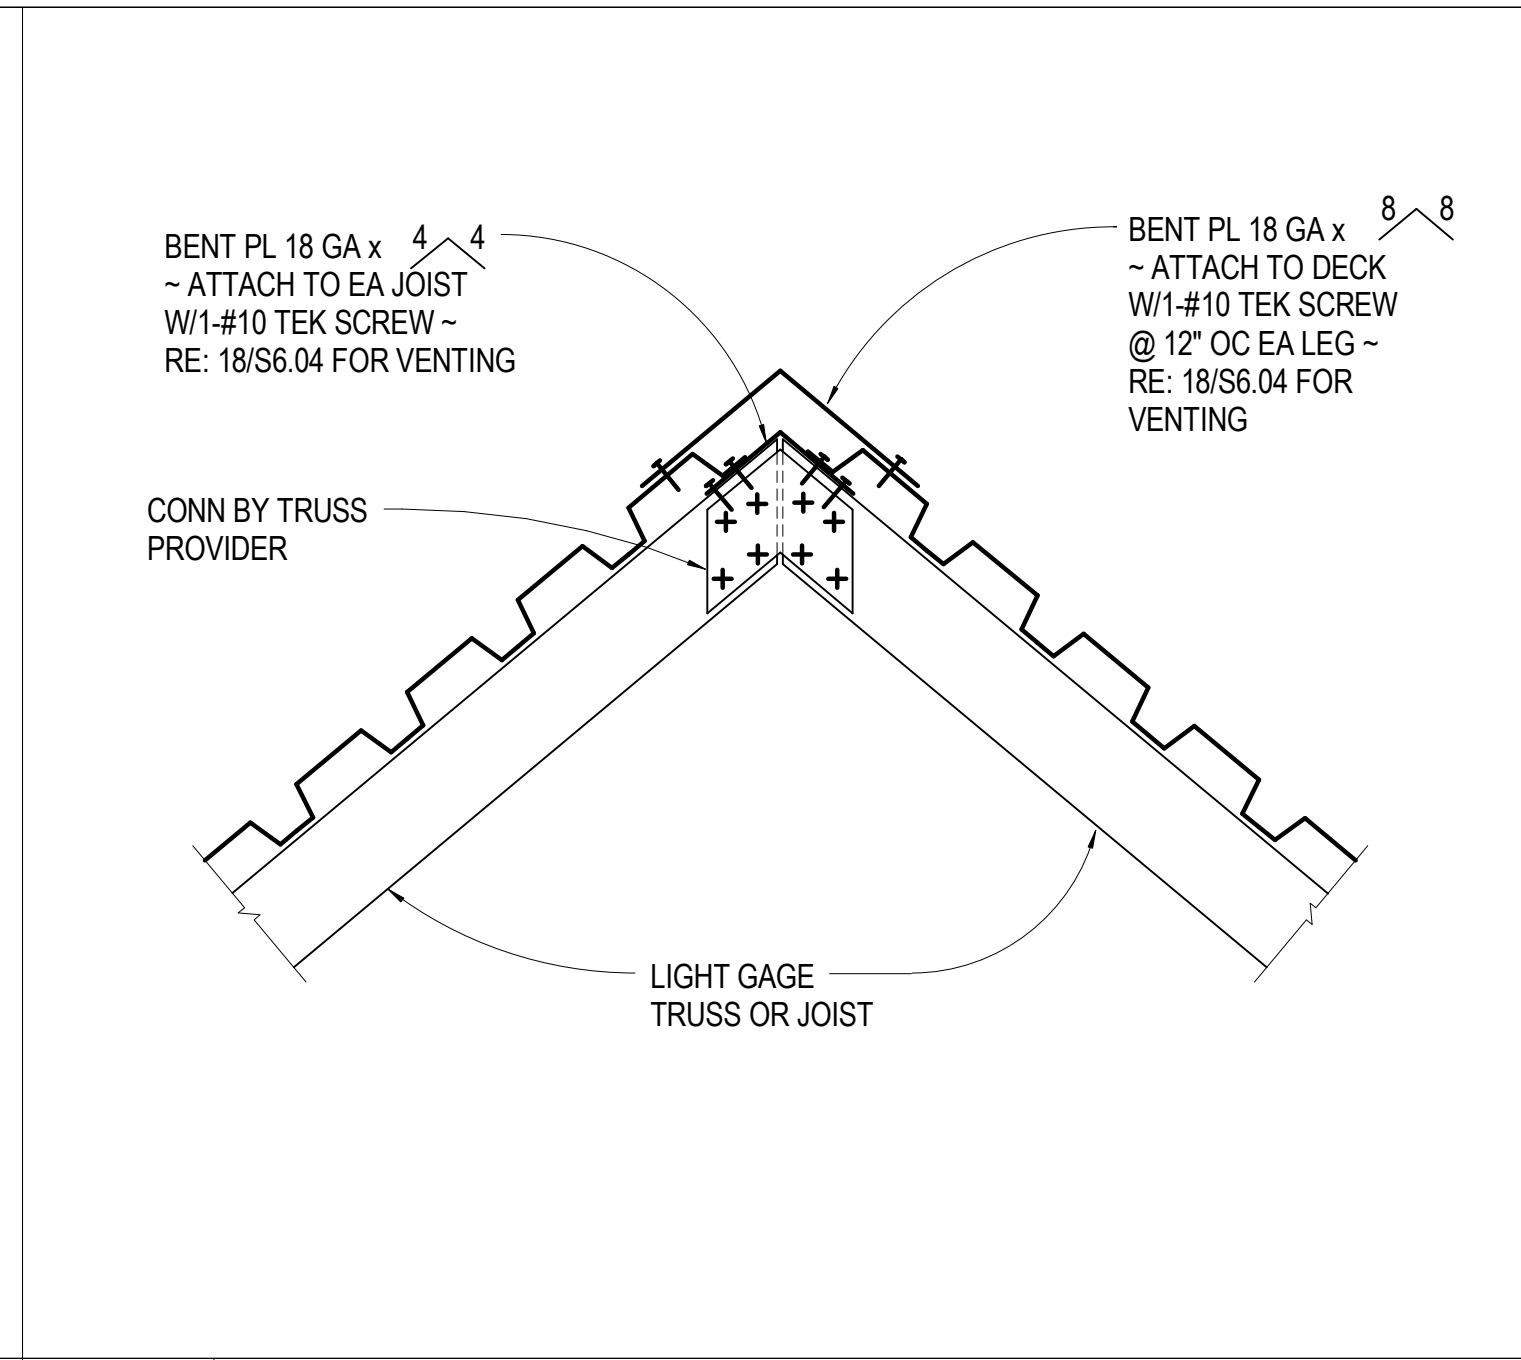 BENT PL 18 GA x 4 4
~ ATTACH TO EA JOIST
W/1-#10 TEK SCREW ~
RE: 18/S6.04 FOR VENTING
BENT PL 18 GA x 8 8
~ ATTACH TO DECK
W/1-#10 TEK SCREW
@ 12" OC EA LEG ~
RE: 18/S6.04 FOR
VENTING
CONN BY TRUSS
PROVIDER
LIGHT GAGE
TRUSS OR JOIST